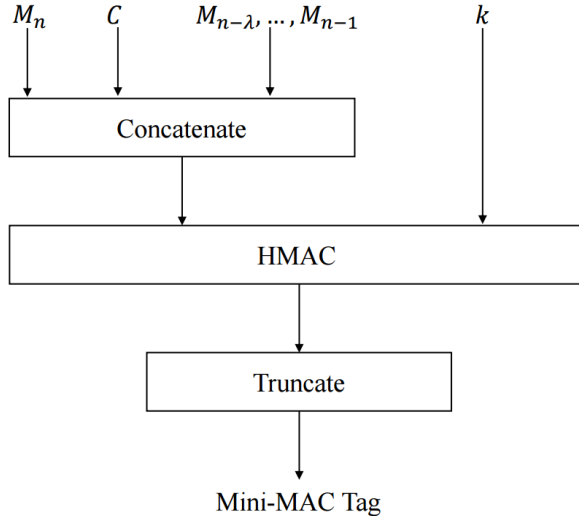 M_n C M_{n-λ}, … , M_{n-1} k
Concatenate
HMAC
Truncate
Mini-MAC Tag